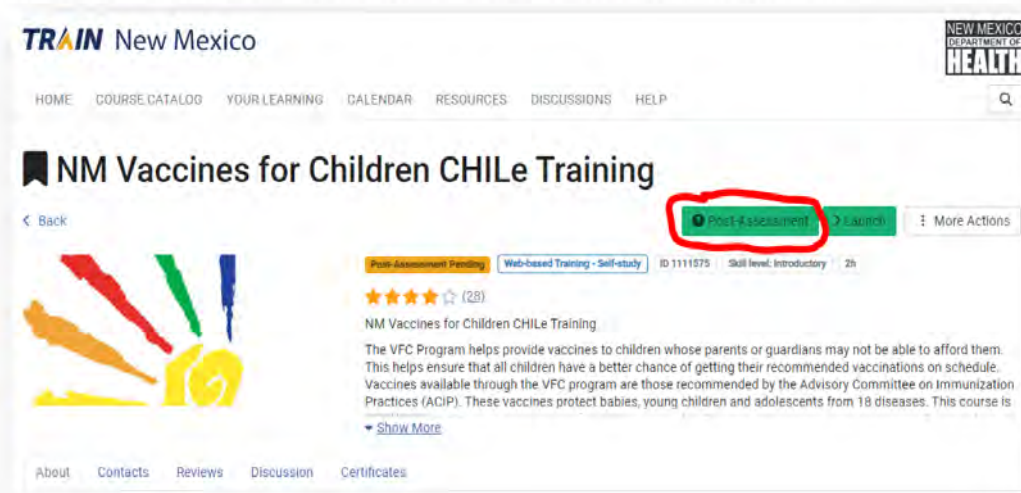 TRAIN New Mexico
NEW MEXICO
DEPARTMENT OF
HEALTH
HOME COURSE CATALOG YOUR LEARNING CALENDAR RESOURCES DISCUSSIONS HELP
NM Vaccines for Children CHILe Training
Back
Post-Assessment Launch More Actions
Post-Assessment Pending Web-based Training - Self-study ID 1111575 Skill level: Introductory 2h
(28)
NM Vaccines for Children CHILe Training
The VFC Program helps provide vaccines to children whose parents or guardians may not be able to afford them.
This helps ensure that all children have a better chance of getting their recommended vaccinations on schedule.
Vaccines available through the VFC program are those recommended by the Advisory Committee on Immunization
Practices (ACIP). These vaccines protect babies, young children and adolescents from 18 diseases. This course is
Show More
About Contacts Reviews Discussion Certificates